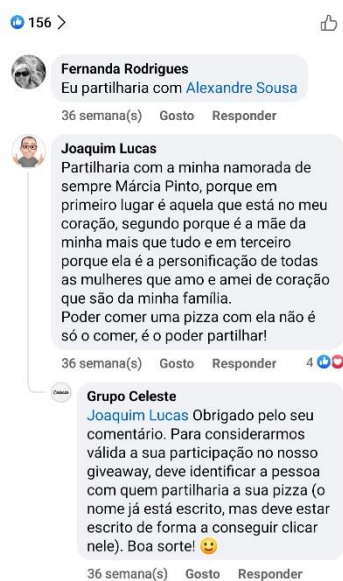 156
Fernanda Rodrigues
Eu partilharia com Alexandre Sousa
36 semana(s) Gosto Responder
Joaquim Lucas
Partilharia com a minha namorada de
sempre Márcia Pinto, porque em
primeiro lugar é aquela que está no meu
coração, segundo porque é a mãe da
minha mais que tudo e em terceiro
porque ela é a personificação de todas
as mulheres que amo e amei de coração
que são da minha família.
Poder comer uma pizza com ela não é
só o comer, é o poder partilhar!
36 semana(s) Gosto Responder 4
Grupo Celeste
Joaquim Lucas Obrigado pelo seu
comentário. Para considerarmos
válida a sua participação no nosso
giveaway, deve identificar a pessoa
com quem partilharia a sua pizza (o
nome já está escrito, mas deve estar
escrito de forma a conseguir clicar
nele). Boa sorte! 🙂
36 semana(s) Gosto Responder